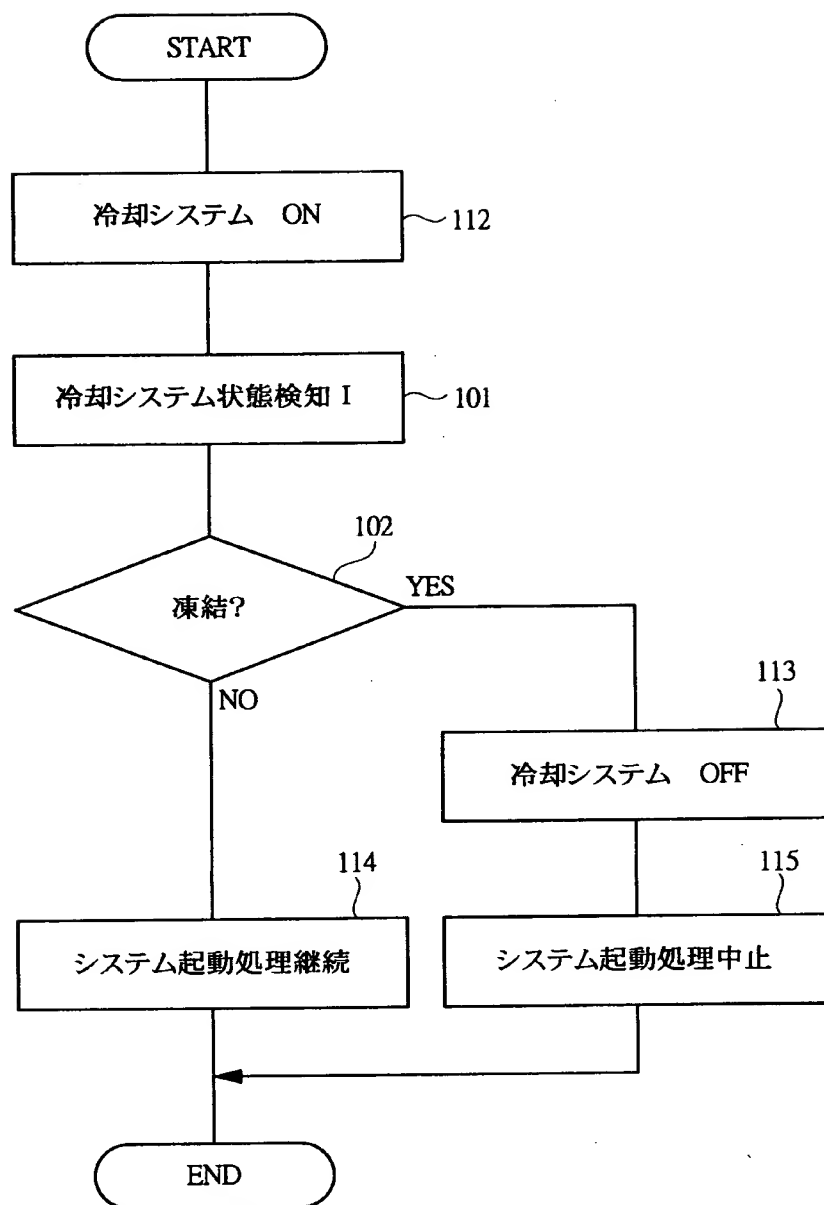 START
冷却システム　ON
112
冷却システム状態検知 I
101
102
凍結?
YES
NO
113
冷却システム　OFF
114
115
システム起動処理継続
システム起動処理中止
END